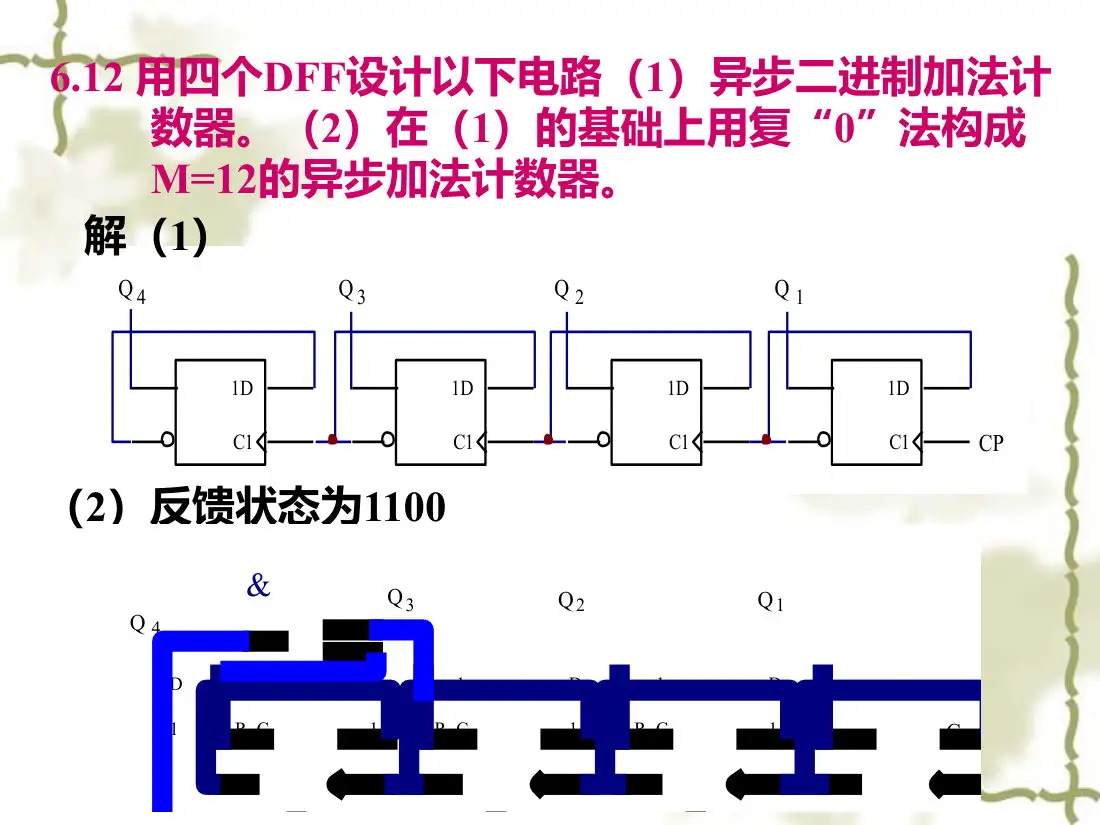 6.12 用四个DFF设计以下电路（1）异步二进制加法计
数器。（2）在（1）的基础上用复“0”法构成
M=12的异步加法计数器。
解（1）
Q4 Q3 Q2 Q1
1D 1D 1D 1D
C1 C1 C1 C1 CP
（2）反馈状态为1100
&
Q4 Q3 Q2 Q1